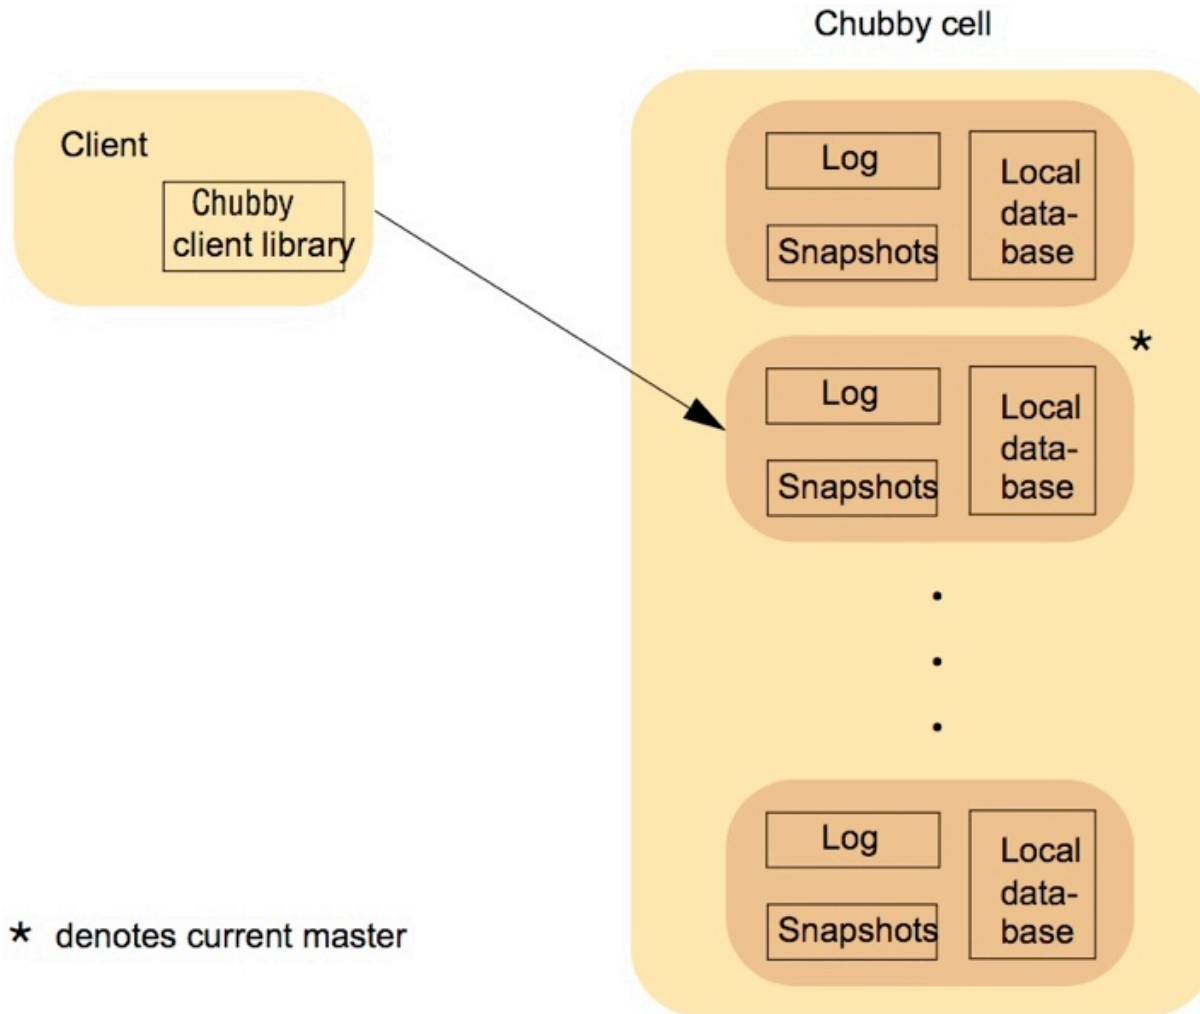 Chubby cell
Client
Chubby
client library
Log
Snapshots
Local
data-
base
*
Log
Snapshots
Local
data-
base
Log
Snapshots
Local
data-
base
* denotes current master